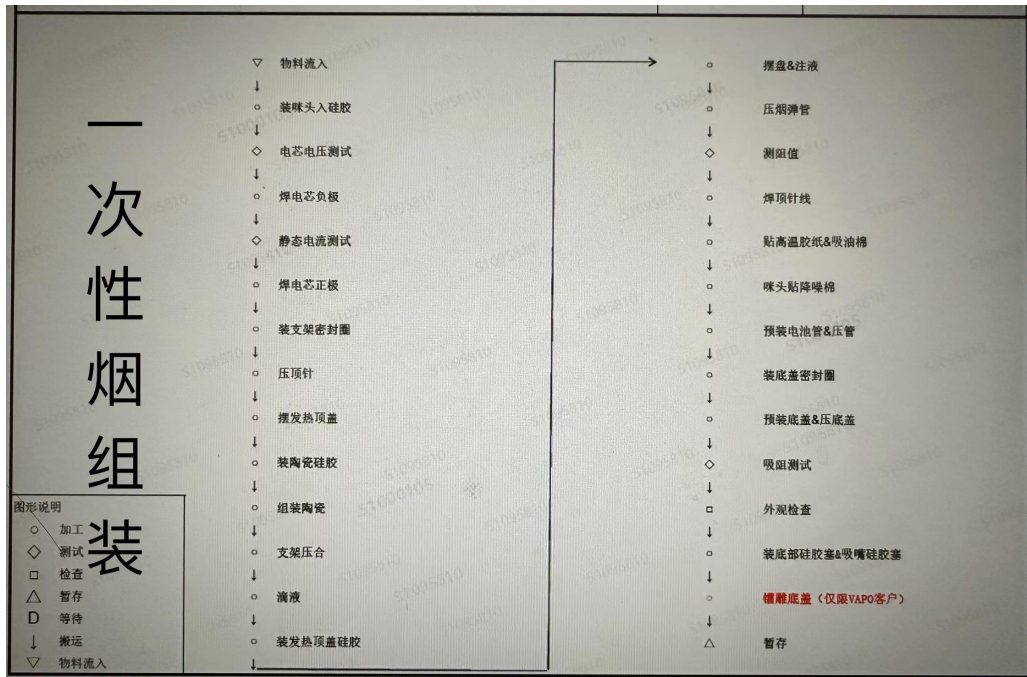 一次性烟组装
物料流入
装咪头入硅胶
电芯电压测试
焊电芯负极
静态电流测试
焊电芯正极
装支架密封圈
压顶针
摆发热顶盖
装陶瓷硅胶
组装陶瓷
支架压合
滴液
装发热顶盖硅胶
摆盘&注液
压烟弹管
测阻值
焊顶针线
贴高温胶纸&吸油棉
咪头贴降噪棉
预装电池管&压管
装底盖密封圈
预装底盖&压底盖
吸阻测试
外观检查
装底部硅胶塞&吸嘴硅胶塞
镭雕底盖（仅限VAPO客户）
暂存
图形说明
加工
测试
检查
暂存
D 等待
搬运
物料流入
S1095810
S1000105